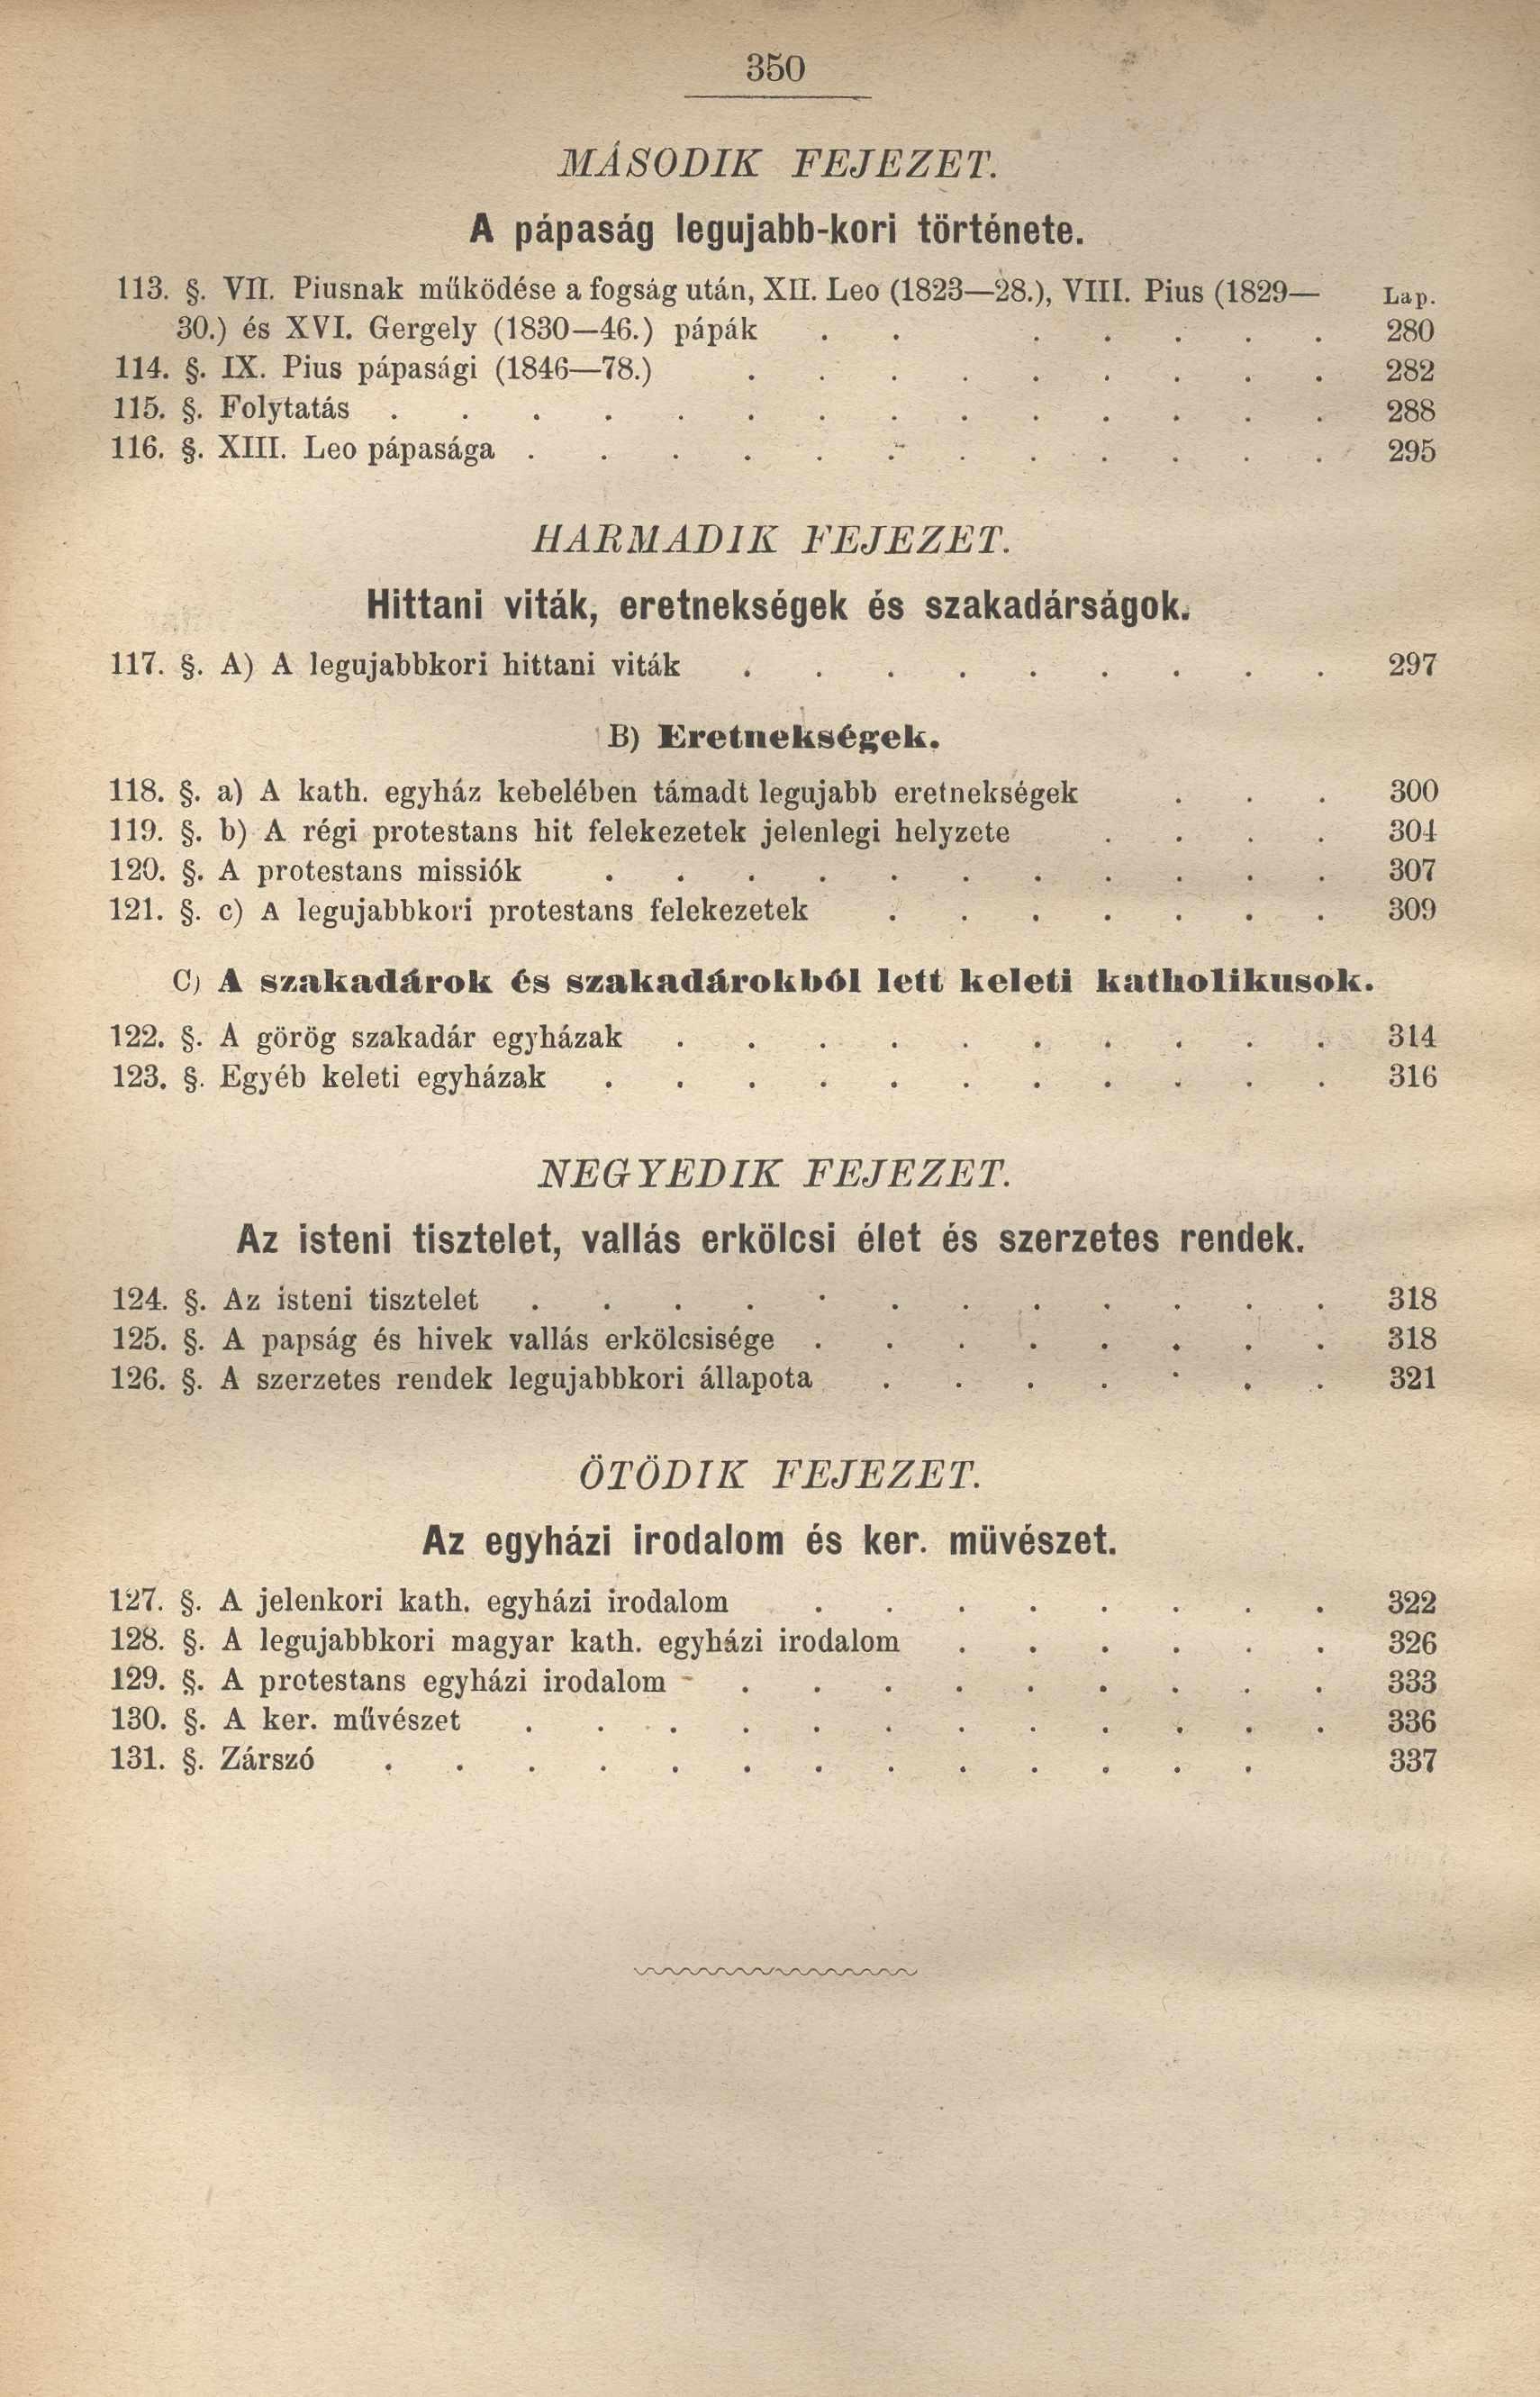 350
MÁSODIK FEJEZET.
A pápaság legujabb-kori története.
113. §. VII. Piusnak működése a fogság után, XII. Leo (1823—28.), VIII. Pius (1829— Lap.
30.) és XVI. Gergely (1830—46.) pápák . . . . . . . 280
114. §. IX. Pius pápasági (1846—78.) . . . . . . . . . 282
115. §. Folytatás . . . . . . . . . . . . . . 288
116. §. XIII. Leo pápasága . . . . . . . . . . . . 295
HARMADIK FEJEZET.
Hittani viták, eretnekségek és szakadárságok.
117. §. A) A legujabbkori hittani viták . . . . . . . . . 297
B) Eretnekségek.
118. §. a) A kath. egyház kebelében támadt legujabb eretnekségek . . . 300
119. §. b) A régi protestans hit felekezetek jelenlegi helyzete . . . . 304
120. §. A protestans missiók . . . . . . . . . . . 307
121. §. c) A legujabbkori protestans felekezetek . . . . . . . 309
C) A szakadárok és szakadárokból lett keleti katholikusok.
122. §. A görög szakadár egyházak . . . . . . . . . . 314
123. §. Egyéb keleti egyházak . . . . . . . . . . . 316
NEGYEDIK FEJEZET.
Az isteni tisztelet, vallás erkölcsi élet és szerzetes rendek.
124. §. Az isteni tisztelet . . . . . . . . . . . . 318
125. §. A papság és hivek vallás erkölcsisége . . . . . . . . 318
126. §. A szerzetes rendek legujabbkori állapota . . . . . . . 321
ÖTÖDIK FEJEZET.
Az egyházi irodalom és ker. müvészet.
127. §. A jelenkori kath. egyházi irodalom . . . . . . . . 322
128. §. A legujabbkori magyar kath. egyházi irodalom . . . . . . 326
129. §. A protestans egyházi irodalom . . . . . . . . . 333
130. §. A ker. művészet . . . . . . . . . . . . 336
131. §. Zárszó . . . . . . . . . . . . . 337